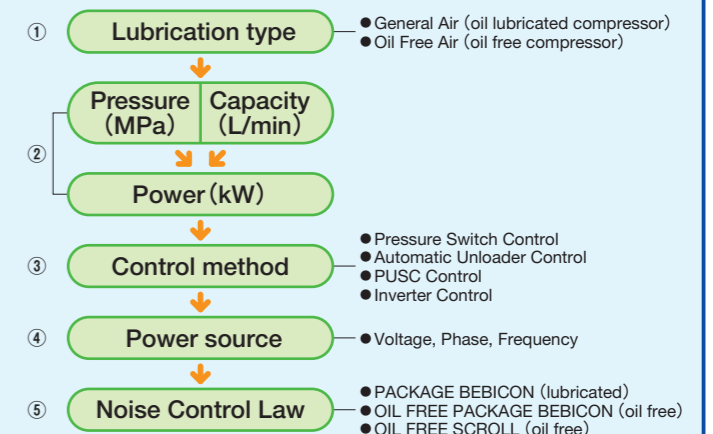 ① Lubrication type
● General Air (oil lubricated compressor)
● Oil Free Air (oil free compressor)
Pressure
(MPa)
Capacity
(L/min)
②
Power (kW)
③ Control method
● Pressure Switch Control
● Automatic Unloader Control
● PUSC Control
● Inverter Control
④ Power source
● Voltage, Phase, Frequency
⑤ Noise Control Law
● PACKAGE BEBICON (lubricated)
● OIL FREE PACKAGE BEBICON (oil free)
● OIL FREE SCROLL (oil free)